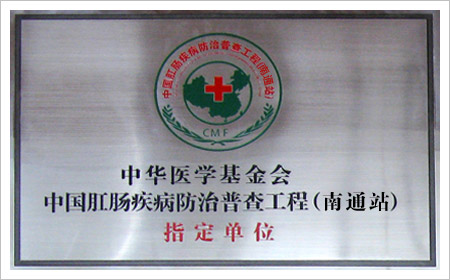 中国肛肠疾病防治普查工程(南通站)
CMF
中华医学基金会
中国肛肠疾病防治普查工程(南通站)
指定单位